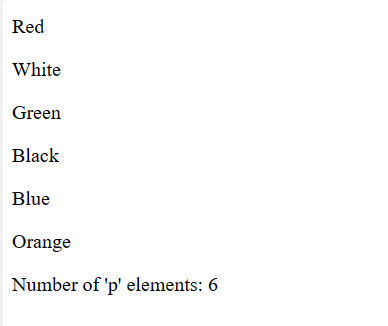 Red
White
Green
Black
Blue
Orange
Number of 'p' elements: 6